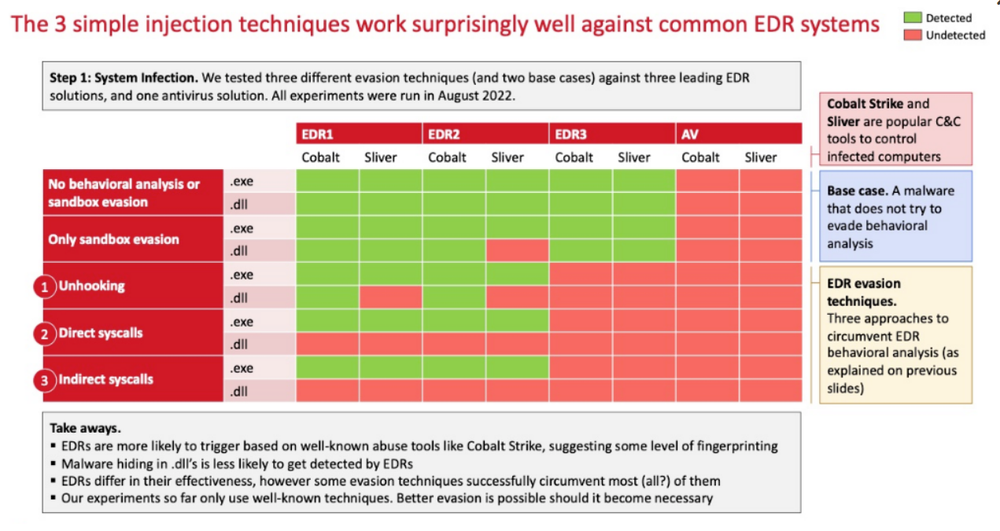 The 3 simple injection techniques work surprisingly well against common EDR systems
Detected
Undetected
Step 1: System Infection. We tested three different evasion techniques (and two base cases) against three leading EDR
solutions, and one antivirus solution. All experiments were run in August 2022.
Cobalt Strike and
Sliver are popular C&C
tools to control
infected computers
EDR1 EDR2 EDR3 AV
Cobalt Sliver Cobalt Sliver Cobalt Sliver Cobalt Sliver
No behavioral analysis or
sandbox evasion
.exe
.dll
Only sandbox evasion
.exe
.dll
1 Unhooking
.exe
.dll
2 Direct syscalls
.exe
.dll
3 Indirect syscalls
.exe
.dll
Base case. A malware
that does not try to
evade behavioral
analysis
EDR evasion
techniques.
Three approaches to
circumvent EDR
behavioral analysis (as
explained on previous
slides)
Take aways.
▪ EDRs are more likely to trigger based on well-known abuse tools like Cobalt Strike, suggesting some level of fingerprinting
▪ Malware hiding in .dll's is less likely to get detected by EDRs
▪ EDRs differ in their effectiveness, however some evasion techniques successfully circumvent most (all?) of them
▪ Our experiments so far only use well-known techniques. Better evasion is possible should it become necessary